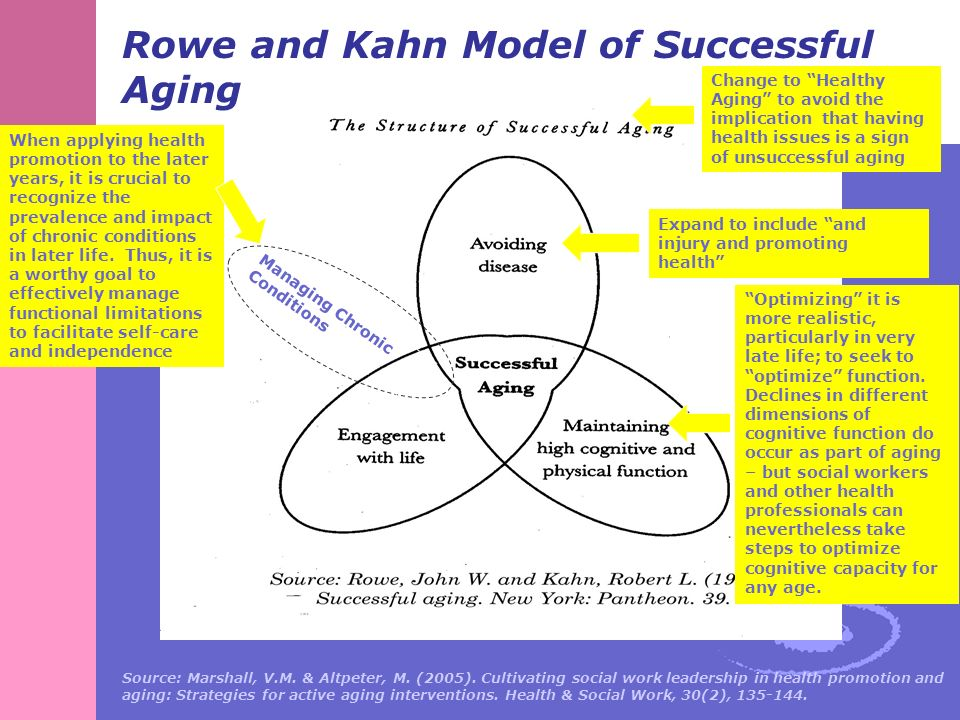 Rowe and Kahn Model of Successful
Aging
Change to “Healthy
Aging” to avoid the
implication that having
health issues is a sign
of unsuccessful aging
The Structure of Successful Aging
When applying health
promotion to the later
years, it is crucial to
recognize the
prevalence and impact
of chronic conditions
in later life. Thus, it is
a worthy goal to
effectively manage
functional limitations
to facilitate self-care
and independence
Expand to include “and
injury and promoting
health”
Avoiding
disease
Managing Chronic
Conditions
“Optimizing” it is
more realistic,
particularly in very
late life; to seek to
“optimize” function.
Declines in different
dimensions of
cognitive function do
occur as part of aging
– but social workers
and other health
professionals can
nevertheless take
steps to optimize
cognitive capacity for
any age.
Successful
Aging
Engagement
with life
Maintaining
high cognitive and
physical function
Source: Rowe, John W. and Kahn, Robert L. (19
Successful aging. New York: Pantheon. 39.
Source: Marshall, V.M. & Altpeter, M. (2005). Cultivating social work leadership in health promotion and
aging: Strategies for active aging interventions. Health & Social Work, 30(2), 135-144.